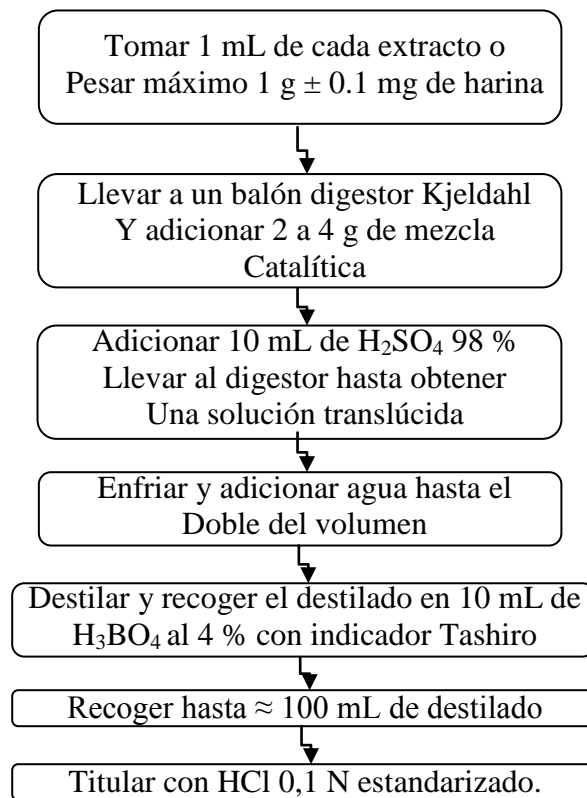 Tomar 1 mL de cada extracto o
Pesar máximo 1 g ± 0.1 mg de harina
Llevar a un balón digestor Kjeldahl
Y adicionar 2 a 4 g de mezcla
Catalítica
Adicionar 10 mL de H₂SO₄ 98 %
Llevar al digestor hasta obtener
Una solución translúcida
Enfriar y adicionar agua hasta el
Doble del volumen
Destilar y recoger el destilado en 10 mL de
H₃BO₄ al 4 % con indicador Tashiro
Recoger hasta ≈ 100 mL de destilado
Titular con HCl 0,1 N estandarizado.